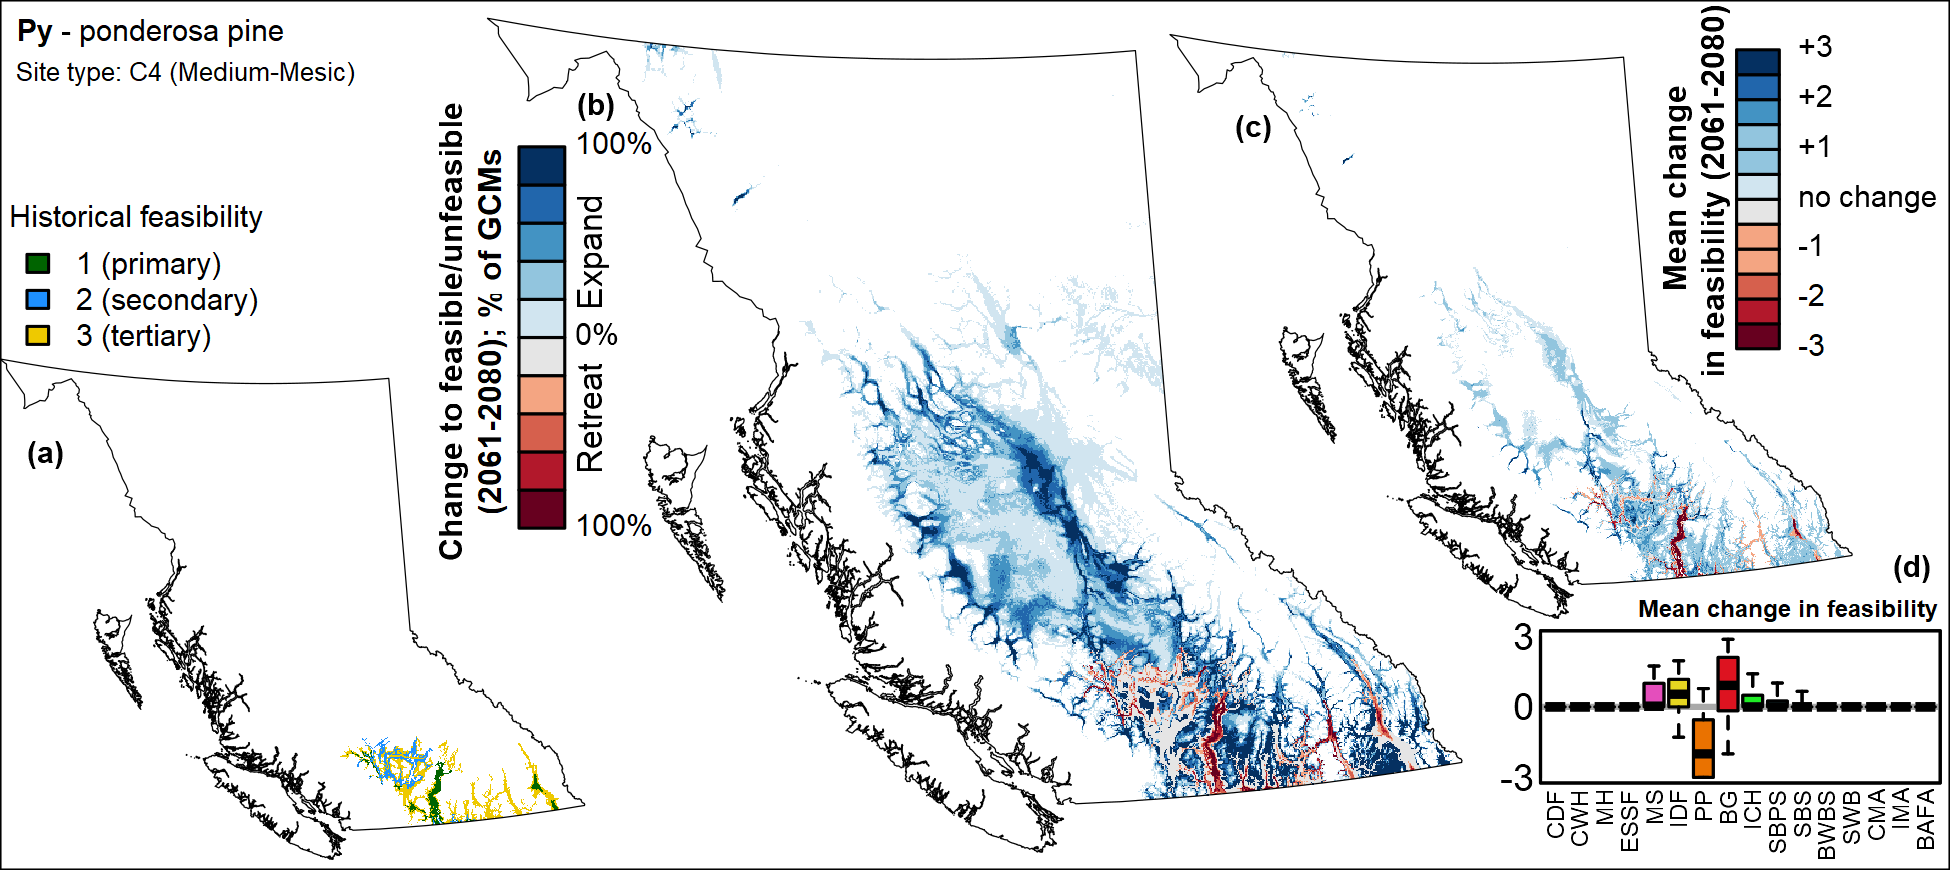 Py - ponderosa pine
Site type: C4 (Medium-Mesic)
Historical feasibility
1 (primary)
2 (secondary)
3 (tertiary)
(a)
(b)
Change to feasible/unfeasible
(2061-2080); % of GCMs
100%
Expand
0%
Retreat
100%
(c)
Mean change
in feasibility (2061-2080)
+3
+2
+1
no change
-1
-2
-3
(d)
Mean change in feasibility
3
0
-3
CDF
CWH
MH
ESSF
MS
IDF
PP
BG
ICH
SBPS
SBS
BWBS
SWB
CMA
IMA
BAFA